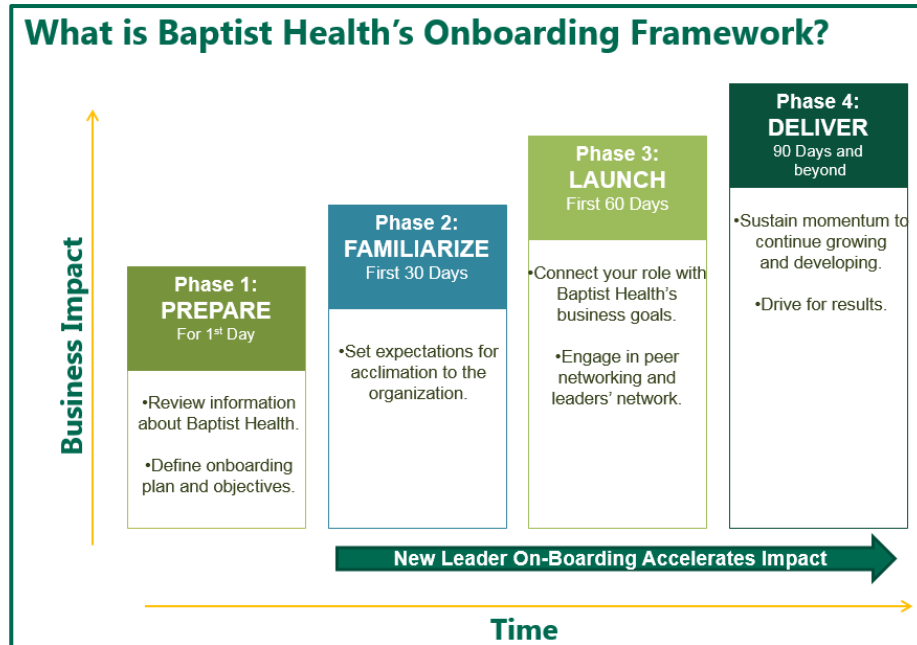 What is Baptist Health's Onboarding Framework?
Business Impact
Phase 1:
PREPARE
For 1st Day
•Review information
about Baptist Health.
•Define onboarding
plan and objectives.
Phase 2:
FAMILIARIZE
First 30 Days
•Set expectations for
acclimation to the
organization.
Phase 3:
LAUNCH
First 60 Days
•Connect your role with
Baptist Health's
business goals.
•Engage in peer
networking and
leaders' network.
Phase 4:
DELIVER
90 Days and
beyond
•Sustain momentum to
continue growing
and developing.
•Drive for results.
New Leader On-Boarding Accelerates Impact
Time